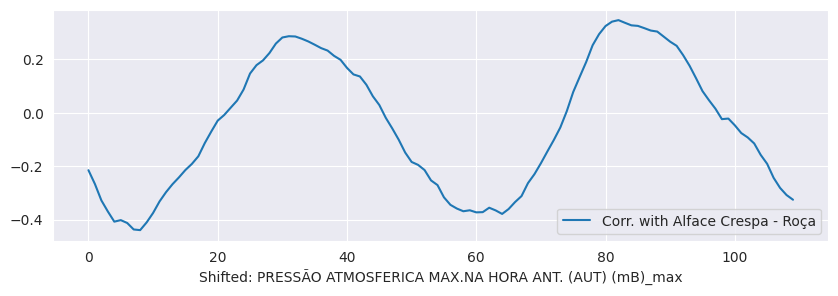 0.2
0.0
−0.2
−0.4
Corr. with Alface Crespa - Roça
0 20 40 60 80 100
Shifted: PRESSÃO ATMOSFERICA MAX.NA HORA ANT. (AUT) (mB)_max